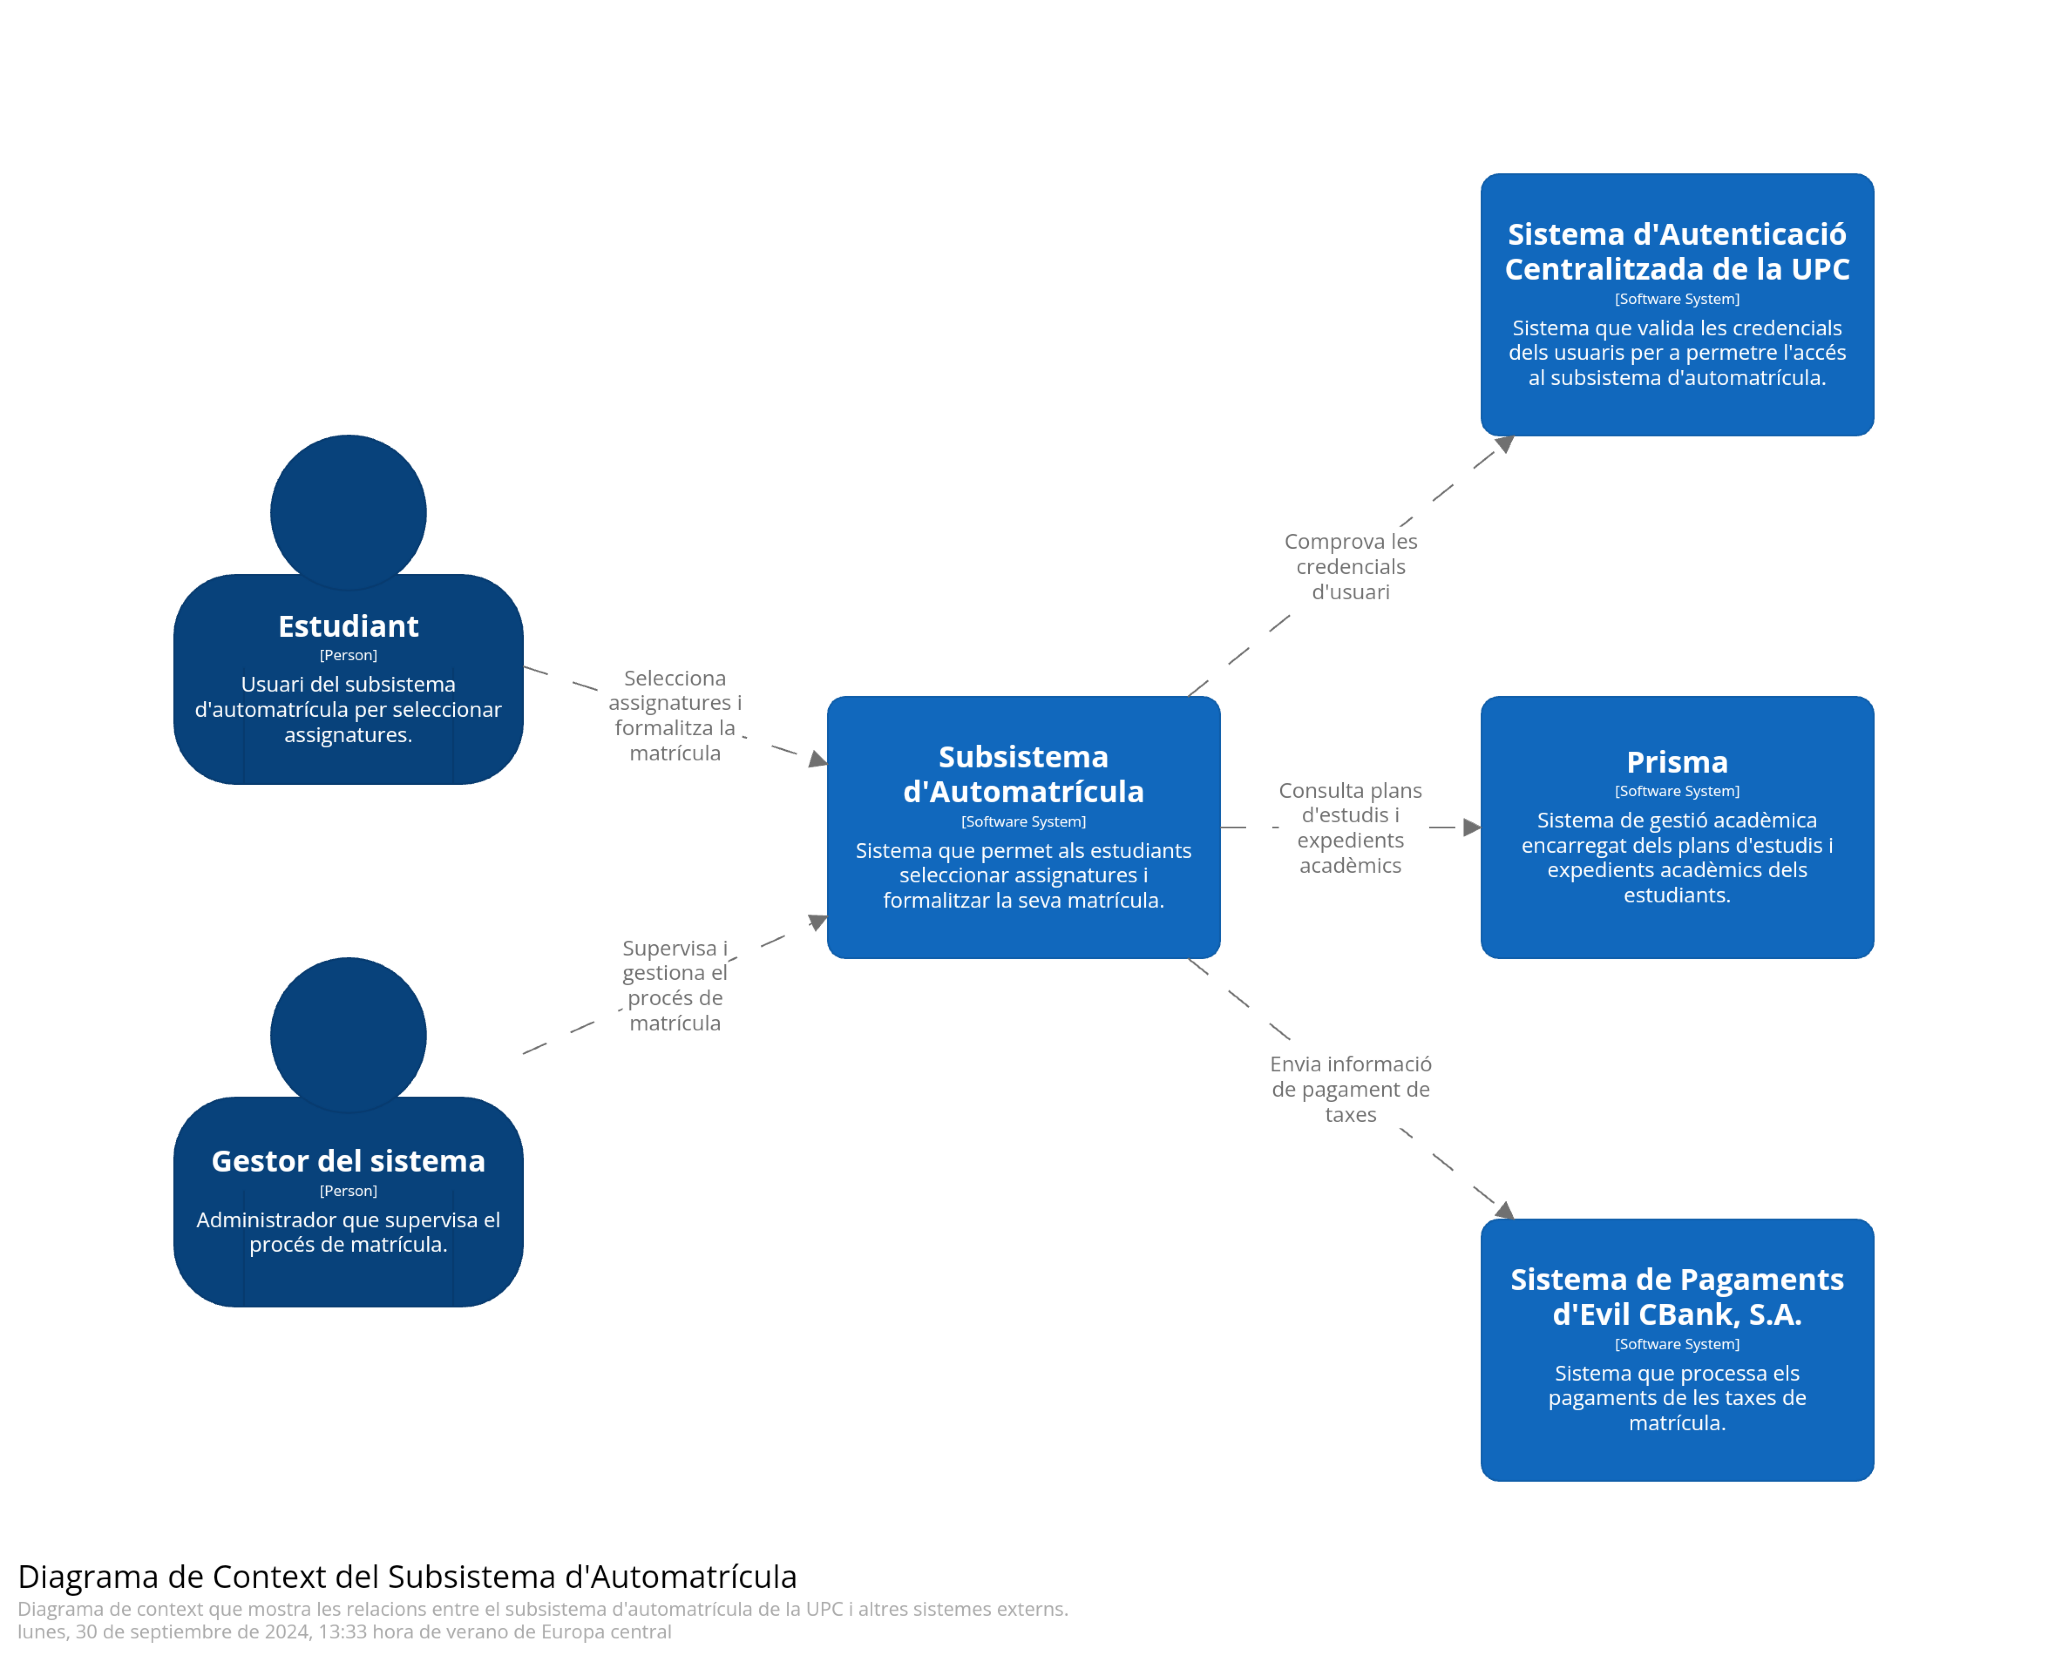 Sistema d'Autenticació
Centralitzada de la UPC
[Software System]
Sistema que valida les credencials
dels usuaris per a permetre l'accés
al subsistema d'automatrícula.
Comprova les
credencials
d'usuari
Estudiant
[Person]
Usuari del subsistema
d'automatrícula per seleccionar
assignatures.
Selecciona
assignatures i
formalitza la
matrícula
Subsistema
d'Automatrícula
[Software System]
Sistema que permet als estudiants
seleccionar assignatures i
formalitzar la seva matrícula.
Consulta plans
d'estudis i
expedients
acadèmics
Prisma
[Software System]
Sistema de gestió acadèmica
encarregat dels plans d'estudis i
expedients acadèmics dels
estudiants.
Supervisa i
gestiona el
procés de
matrícula
Envia informació
de pagament de
taxes
Gestor del sistema
[Person]
Administrador que supervisa el
procés de matrícula.
Sistema de Pagaments
d'Evil CBank, S.A.
[Software System]
Sistema que processa els
pagaments de les taxes de
matrícula.
Diagrama de Context del Subsistema d'Automatrícula
Diagrama de context que mostra les relacions entre el subsistema d'automatrícula de la UPC i altres sistemes externs.
lunes, 30 de septiembre de 2024, 13:33 hora de verano de Europa central